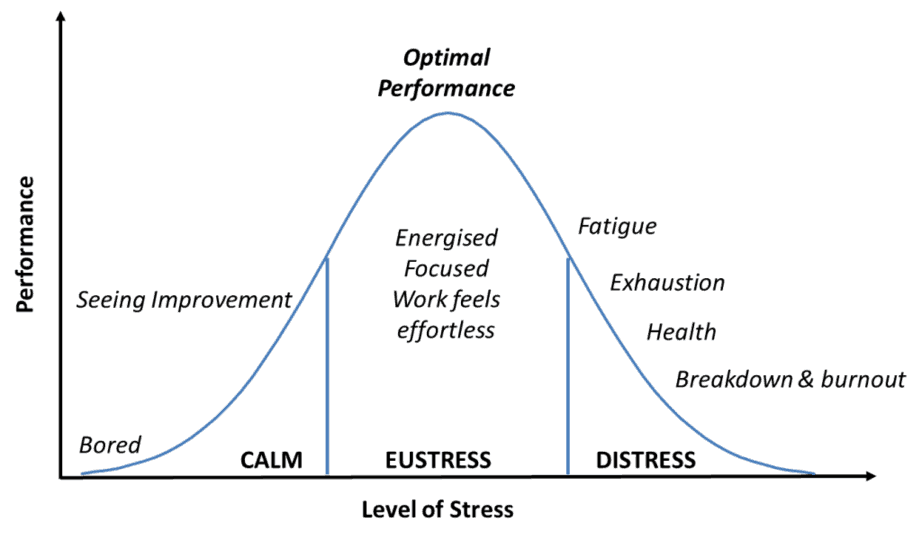 Optimal
Performance
Performance
Fatigue
Energised
Focused
Work feels
effortless
Exhaustion
Seeing Improvement
Health
Breakdown & burnout
Bored
CALM
EUSTRESS
DISTRESS
Level of Stress